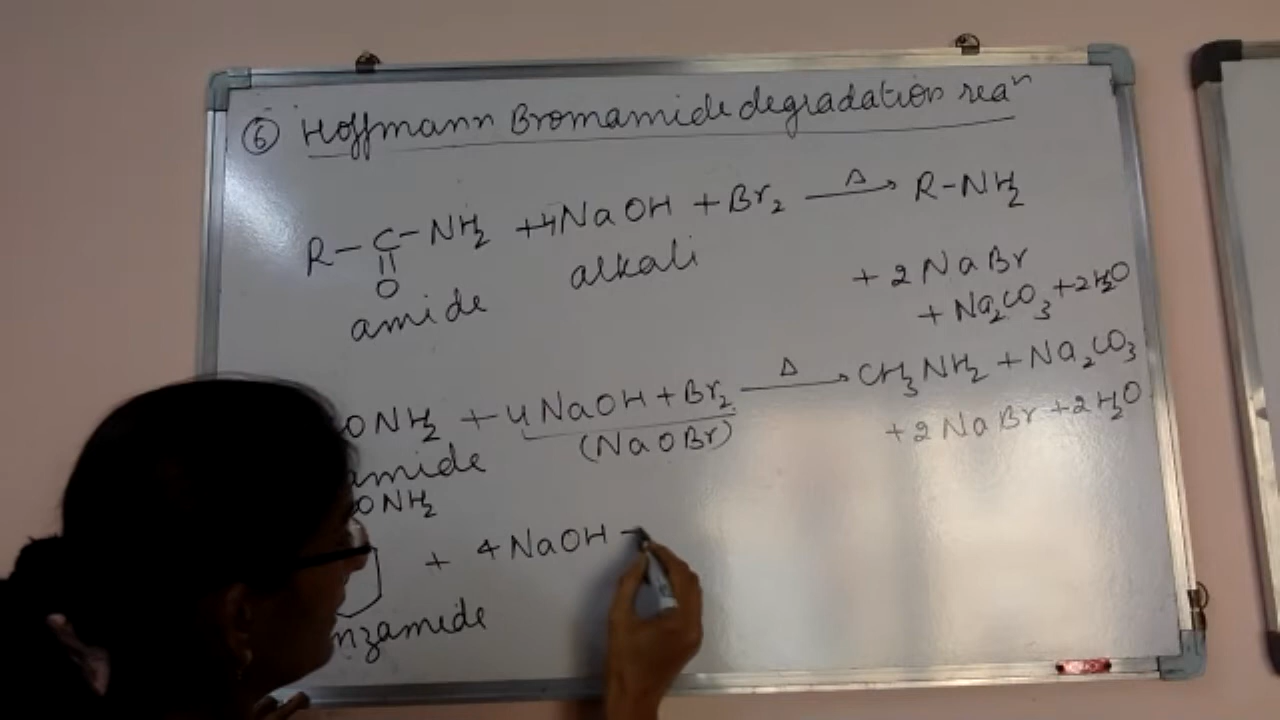 ⑥ Hoffmann Bromamide degradation reaⁿ
R-C-NH₂ +4NaOH + Br₂ —Δ→ R-NH₂
||
O
amide alkali
+ 2NaBr
+ Na₂CO₃ +2H₂O
ONH₂ + 4NaOH + Br₂ —Δ→ CH₃NH₂ + Na₂CO₃
(NaOBr) + 2NaBr +2H₂O
amide
ONH₂
+ 4NaOH -
nzamide